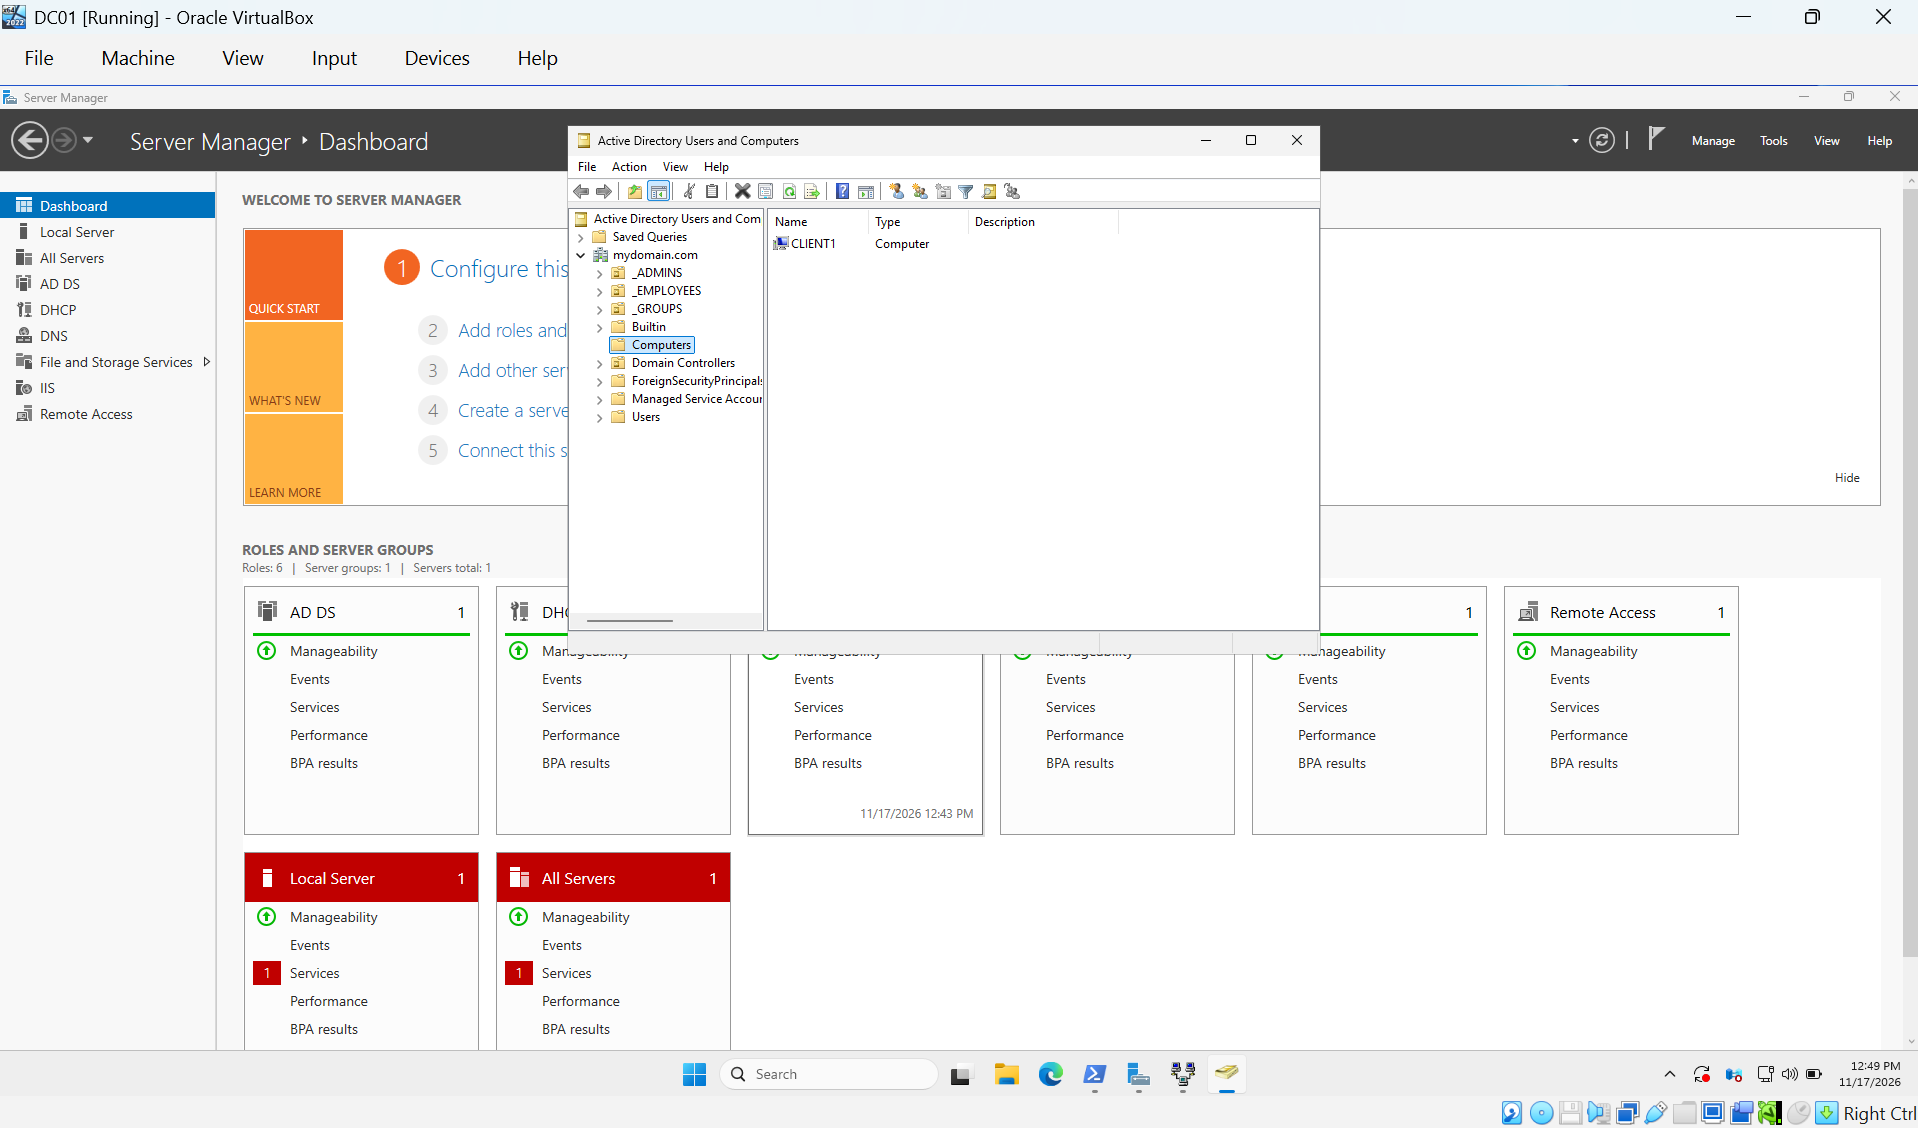 DC01 [Running] - Oracle VirtualBox
File Machine View Input Devices Help
Server Manager
Server Manager Dashboard
Manage Tools View Help
Dashboard
Local Server
All Servers
AD DS
DHCP
DNS
File and Storage Services
IIS
Remote Access
WELCOME TO SERVER MANAGER
QUICK START
WHAT'S NEW
LEARN MORE
1 Configure this
2 Add roles and
3 Add other ser
4 Create a serve
5 Connect this s
Hide
Active Directory Users and Computers
File Action View Help
Active Directory Users and Com
Saved Queries
mydomain.com
_ADMINS
_EMPLOYEES
_GROUPS
Builtin
Computers
Domain Controllers
ForeignSecurityPrincipals
Managed Service Accour
Users
Name Type Description
CLIENT1 Computer
ROLES AND SERVER GROUPS
Roles: 6 | Server groups: 1 | Servers total: 1
AD DS 1
Manageability
Events
Services
Performance
BPA results
DHC
Manageability
Events
Services
Performance
BPA results
Manageability
Events
Services
Performance
BPA results
11/17/2026 12:43 PM
Manageability
Events
Services
Performance
BPA results
1
Manageability
Events
Services
Performance
BPA results
Remote Access 1
Manageability
Events
Services
Performance
BPA results
Local Server 1
Manageability
Events
1 Services
Performance
BPA results
All Servers 1
Manageability
Events
1 Services
Performance
BPA results
Search
12:49 PM
11/17/2026
Right Ctrl